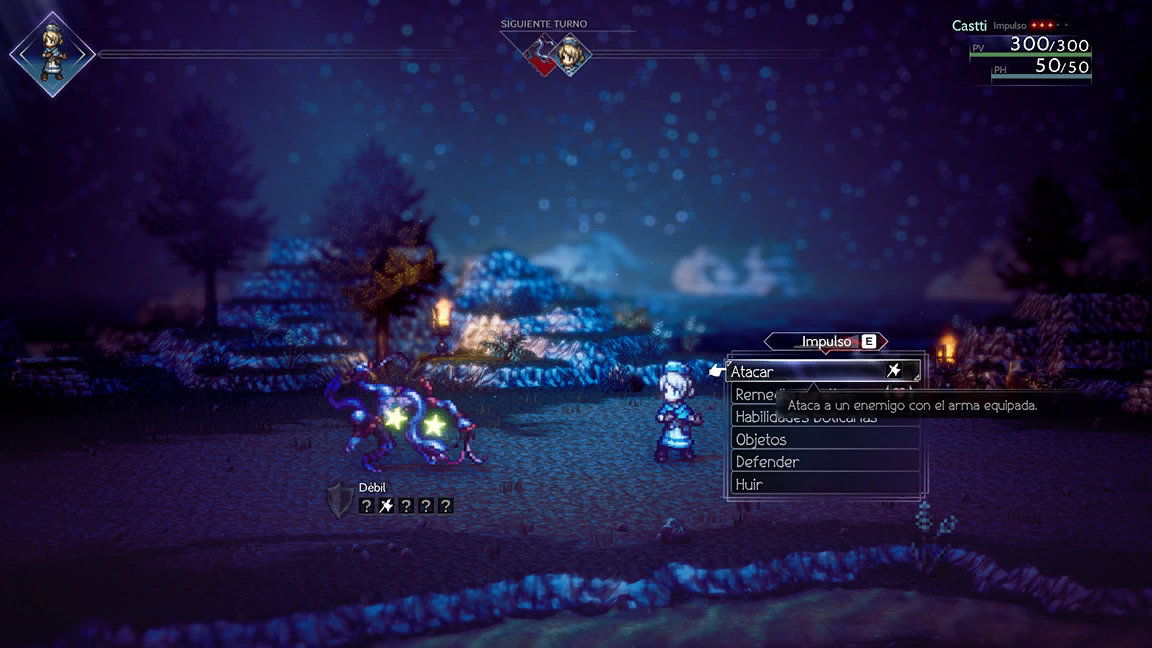 SIGUIENTE TURNO
Castti Impulso
PV 300/300
PH 50/50
Impulso E
Atacar
Ataca a un enemigo con el arma equipada.
Habilidades
Objetos
Defender
Huir
Débil
? ? ? ?